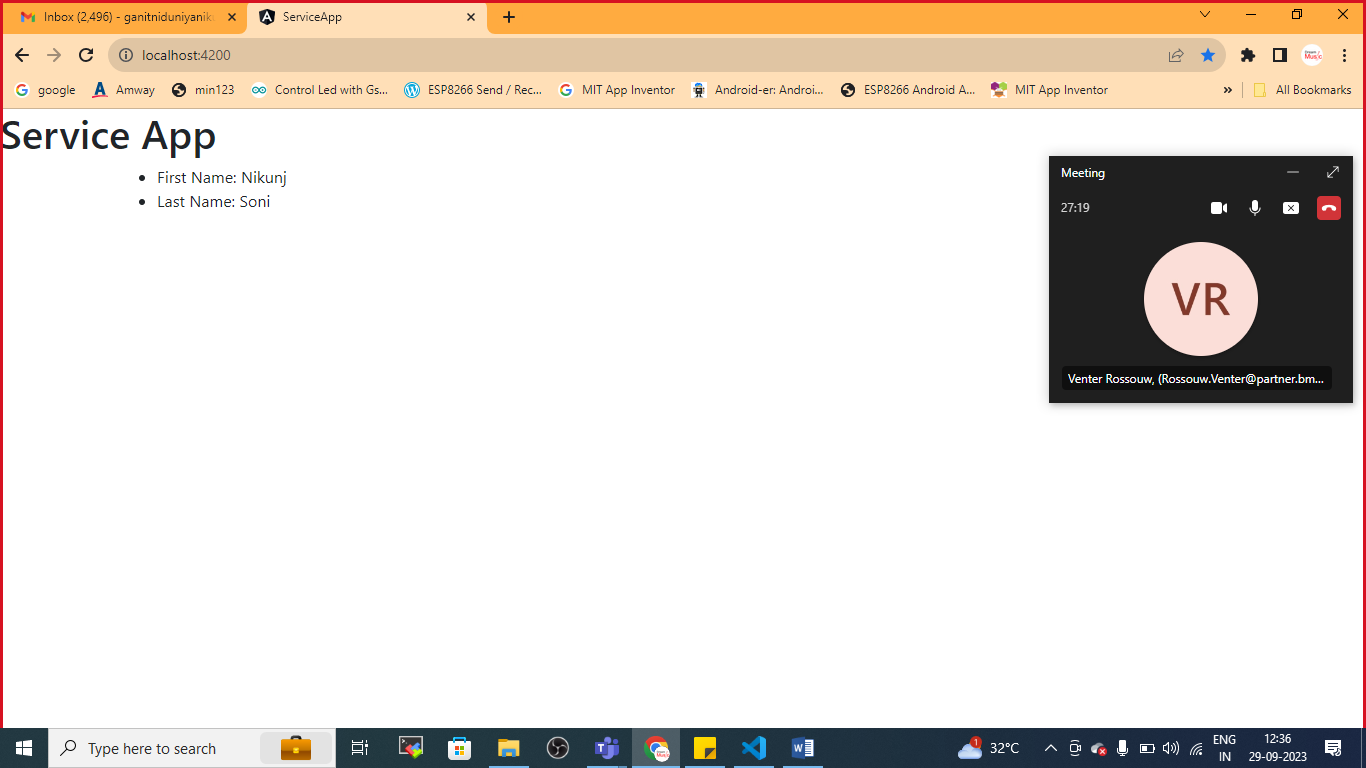 Inbox (2,496) - ganitniduniyanik
ServiceApp
localhost:4200
google
Amway
min123
Control Led with Gs...
ESP8266 Send / Rec...
MIT App Inventor
Android-er: Androi...
ESP8266 Android A...
MIT App Inventor
»
All Bookmarks
Service App
• First Name: Nikunj
• Last Name: Soni
Meeting
27:19
VR
Venter Rossouw, (Rossouw.Venter@partner.bm...
Type here to search
1
32°C
ENG
IN
12:36
29-09-2023